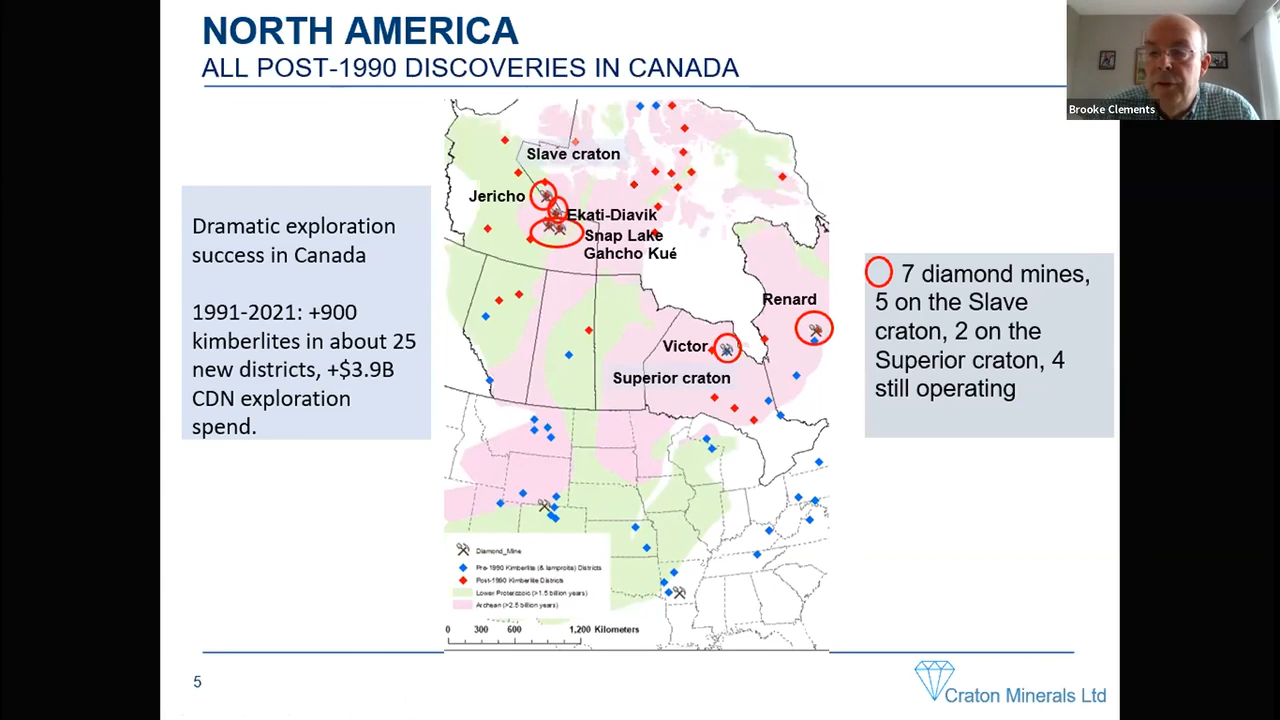 NORTH AMERICA
ALL POST-1990 DISCOVERIES IN CANADA
Brooke Clements
Dramatic exploration
success in Canada
1991-2021: +900
kimberlites in about 25
new districts, +$3.9B
CDN exploration
spend.
Slave craton
Jericho
Ekati-Diavik
Snap Lake
Gahcho Kué
Renard
Victor
Superior craton
7 diamond mines,
5 on the Slave
craton, 2 on the
Superior craton, 4
still operating
Diamond_Mine
Pre-1990 Kimberlite (& lamproite) Districts
Post-1990 Kimberlite Districts
Lower Proterozoic (>1.5 billion years)
Archean (>2.5 billion years)
0 300 600 1,200 Kilometers
5
Craton Minerals Ltd